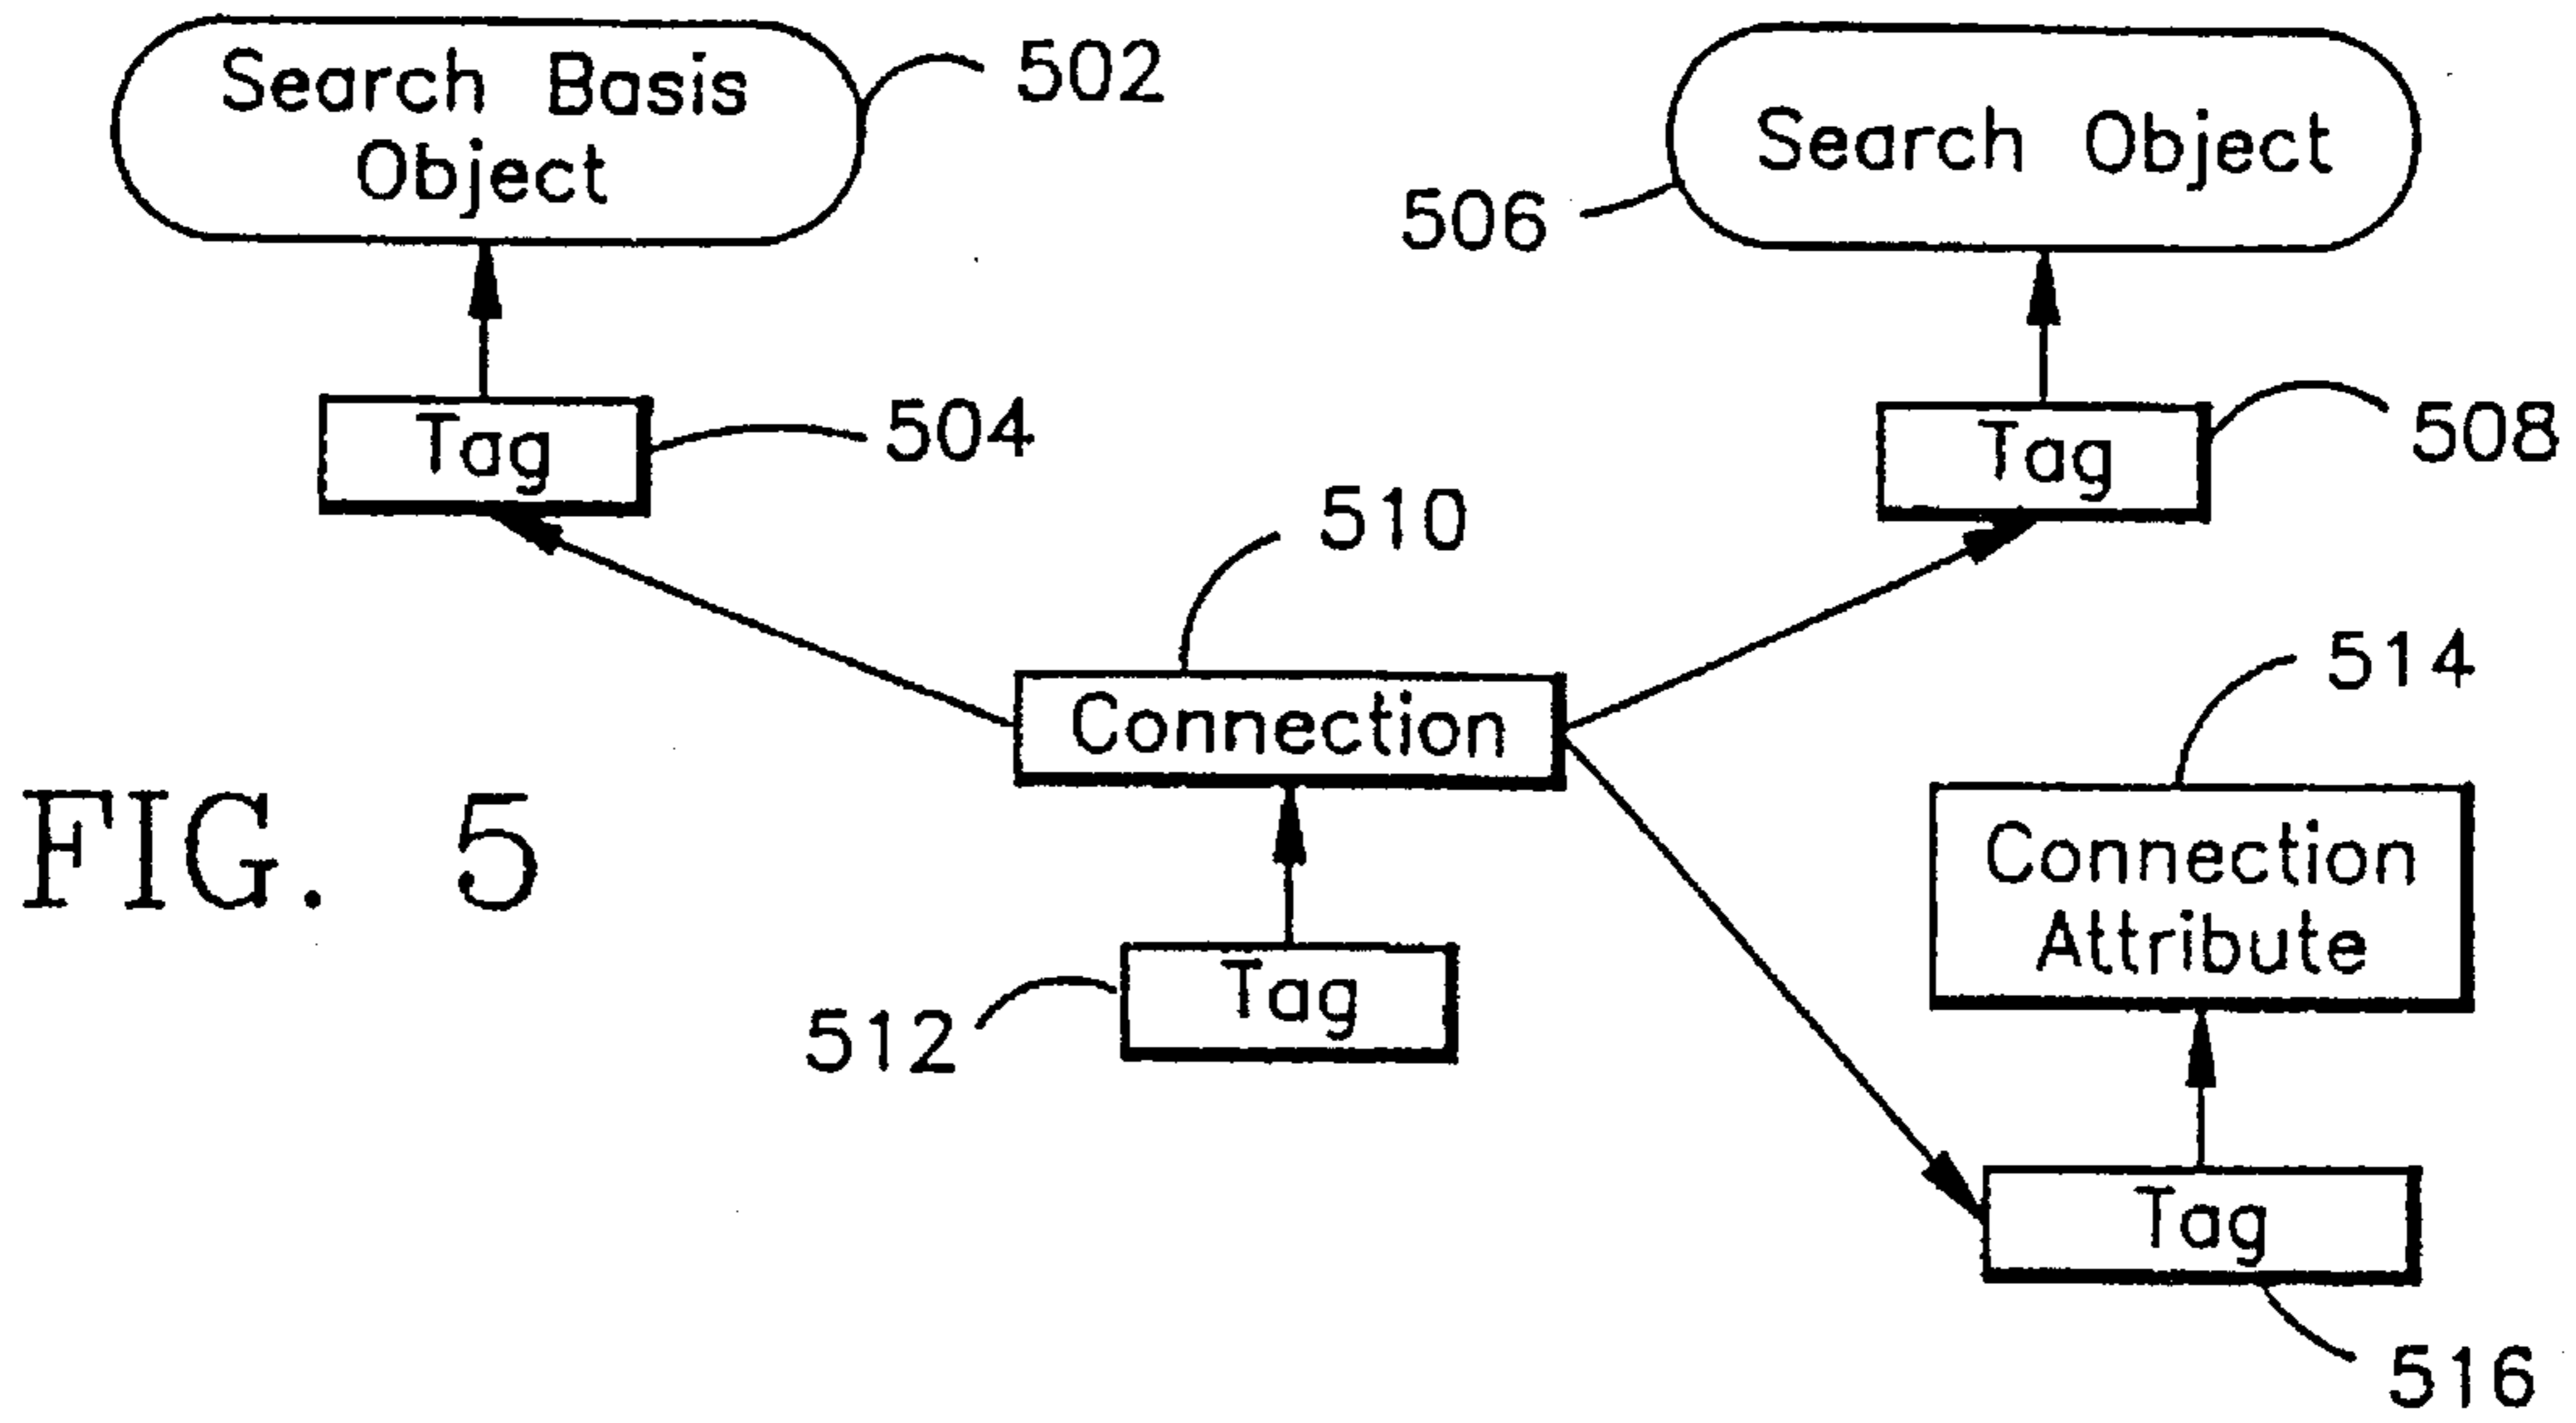 Search Basis
Object
502
Search Object
506
Tag
504
Tag
508
510
Connection
514
Connection
Attribute
FIG. 5
Tag
512
Tag
516